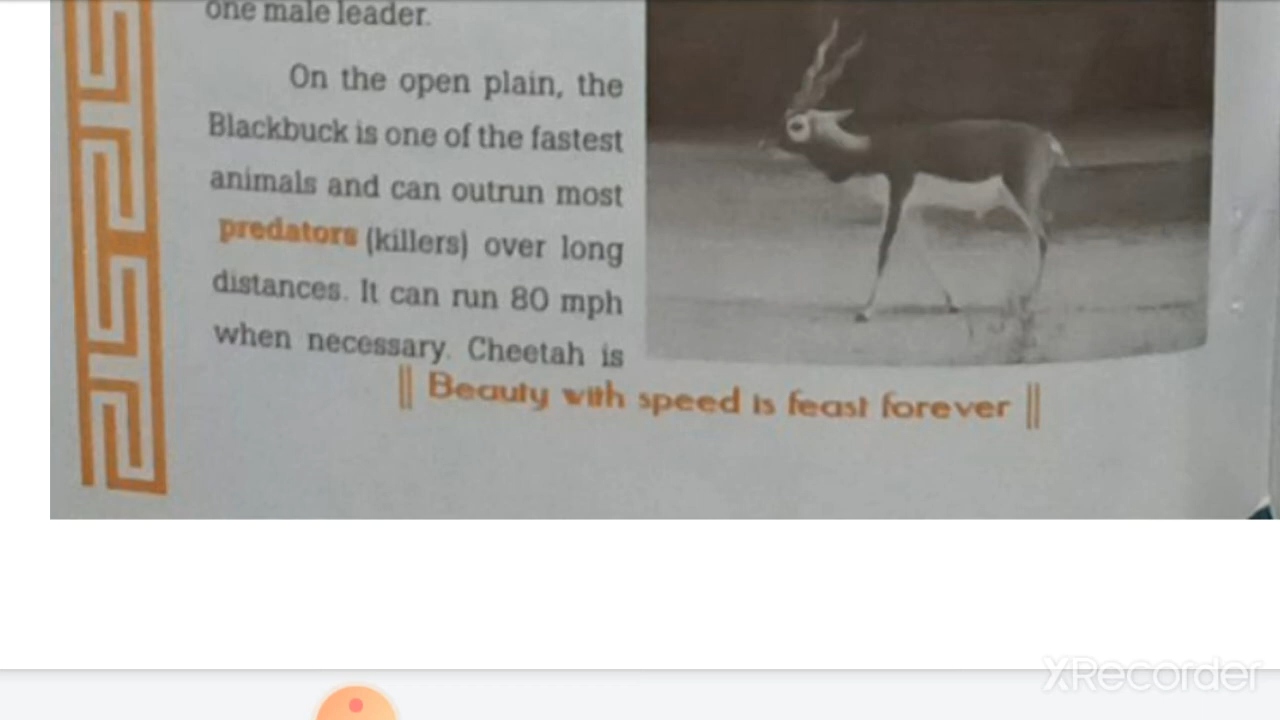 one male leader.
On the open plain, the
Blackbuck is one of the fastest
animals and can outrun most
predators (killers) over long
distances. It can run 80 mph
when necessary. Cheetah is
|| Beauty with speed is feast forever ||
XRecorder